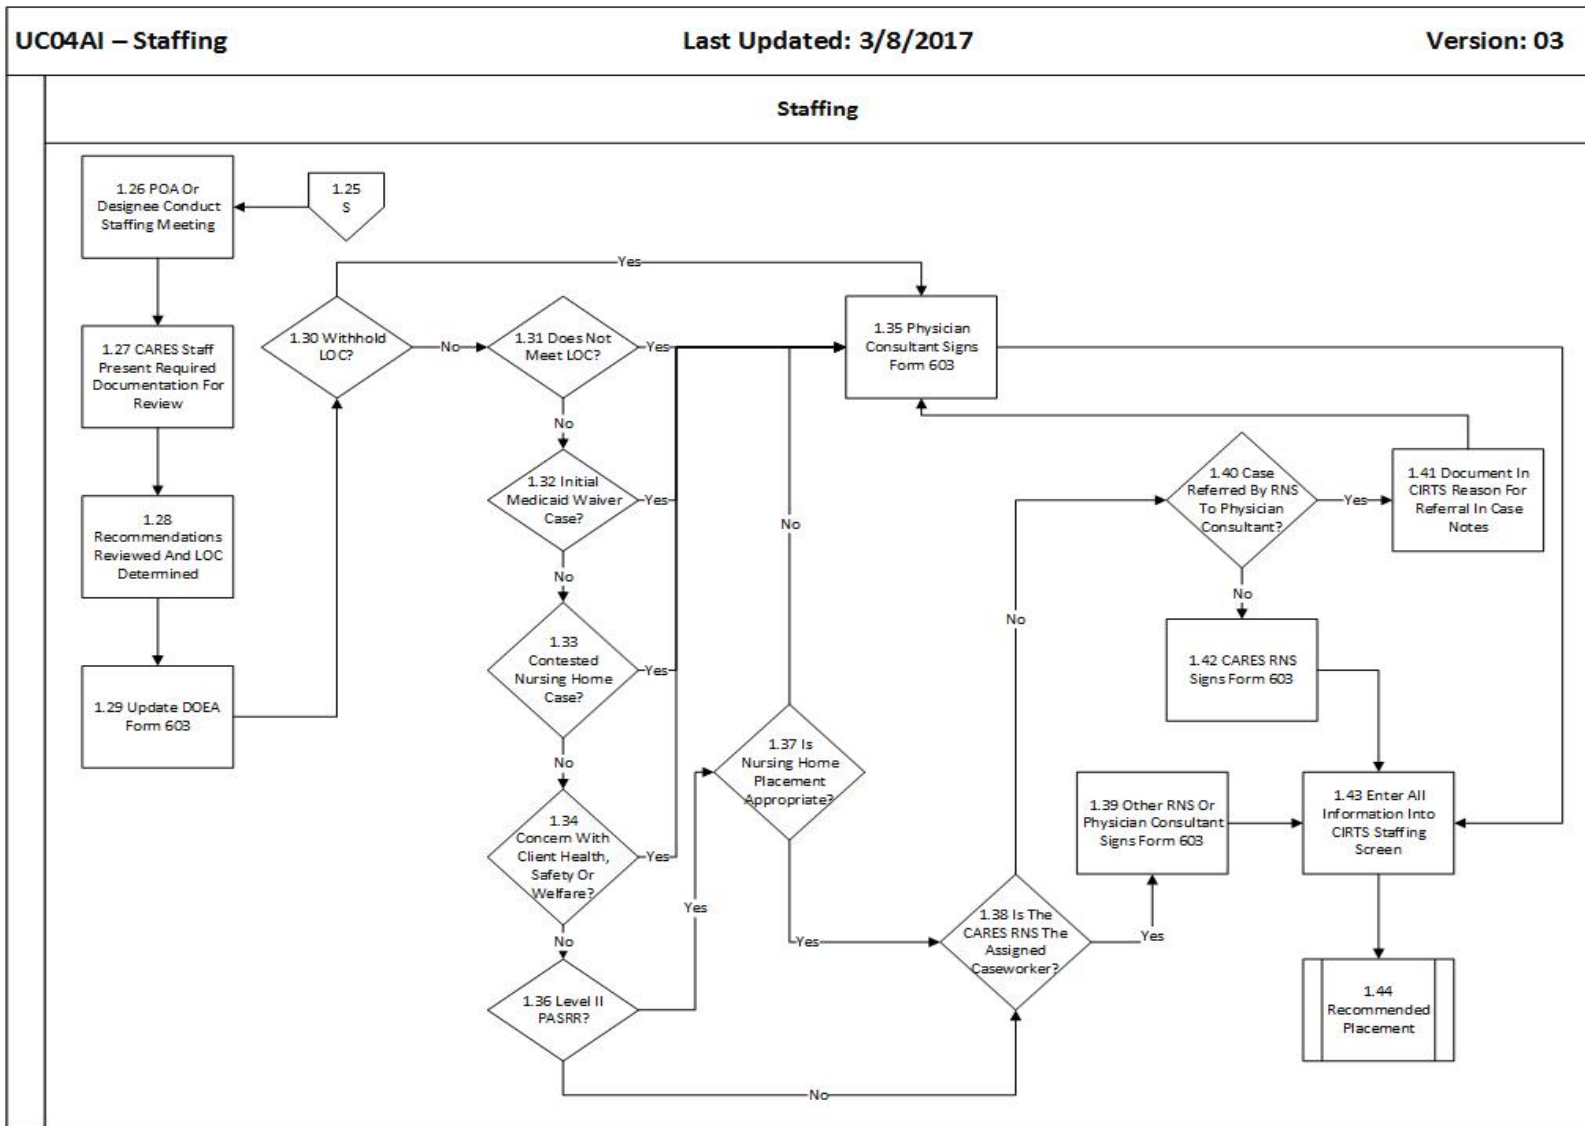 UC04AI – Staffing
Last Updated: 3/8/2017
Version: 03
Staffing
1.26 POA Or
Designee Conduct
Staffing Meeting
1.25
S
1.27 CARES Staff
Present Required
Documentation For
Review
1.28
Recommendations
Reviewed And LOC
Determined
1.29 Update DOEA
Form 603
1.30 Withhold
LOC?
Yes
No
1.31 Does Not
Meet LOC?
Yes
No
1.32 Initial
Medicaid Waiver
Case?
Yes
No
1.33
Contested
Nursing Home
Case?
Yes
No
1.34
Concern With
Client Health,
Safety Or
Welfare?
Yes
No
1.35 Physician
Consultant Signs
Form 603
1.36 Level II
PASRR?
Yes
No
1.37 Is
Nursing Home
Placement
Appropriate?
No
Yes
1.38 Is The
CARES RNS The
Assigned
Caseworker?
No
Yes
1.39 Other RNS Or
Physician Consultant
Signs Form 603
1.40 Case
Referred By RNS
To Physician
Consultant?
Yes
No
1.41 Document In
CIRTS Reason For
Referral In Case
Notes
1.42 CARES RNS
Signs Form 603
1.43 Enter All
Information Into
CIRTS Staffing
Screen
1.44
Recommended
Placement